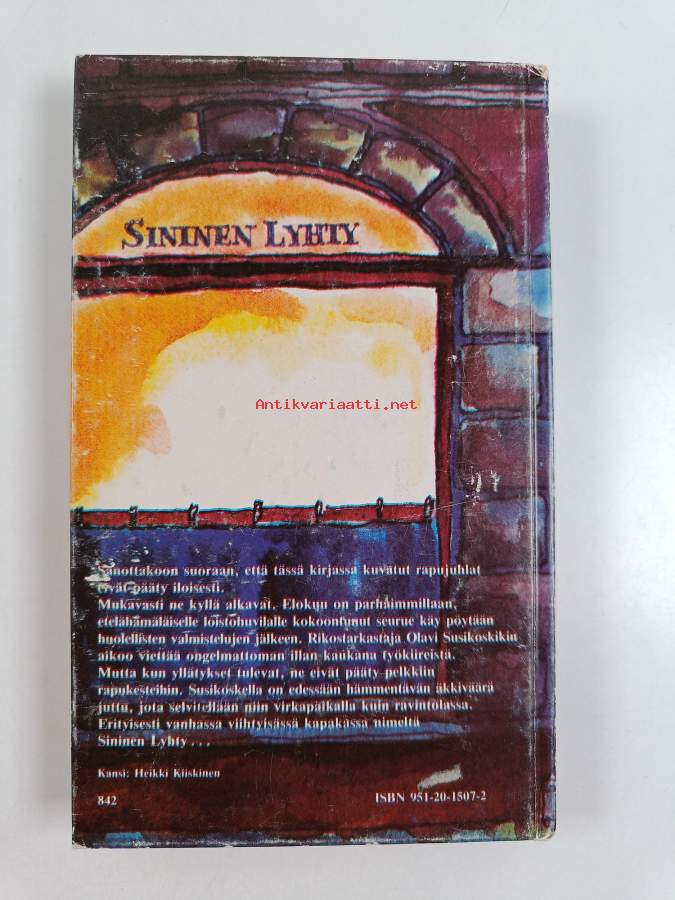 SININEN LYHTY
Antikvariaatti.net
Sanottakoon suoraan, että tässä kirjassa kuvatut rapujuhlat
eivät pääty iloisesti.
Mukavasti ne kyllä alkavat. Elokuu on parhaimmillaan,
etelähämäläiselle loistohuvilalle kokoontunut seurue käy pöytään
huolellisten valmistelujen jälkeen. Rikostarkastaja Olavi Susikoskikin
aikoo viettää ongelmattoman illan kaukana työkiireistä.
Mutta kun yllätykset tulevat, ne eivät pääty pelkkiin
rapukesteihin. Susikoskella on edessään hämmentävän äkkiväärä
juttu, jota selvitellään niin virkapaikalla kuin ravintolassa.
Erityisesti vanhassa viihtyisässä kapakassa nimeltä
Sininen Lyhty . . .
Kansi: Heikki Kiiskinen
842 ISBN 951-20-1507-2